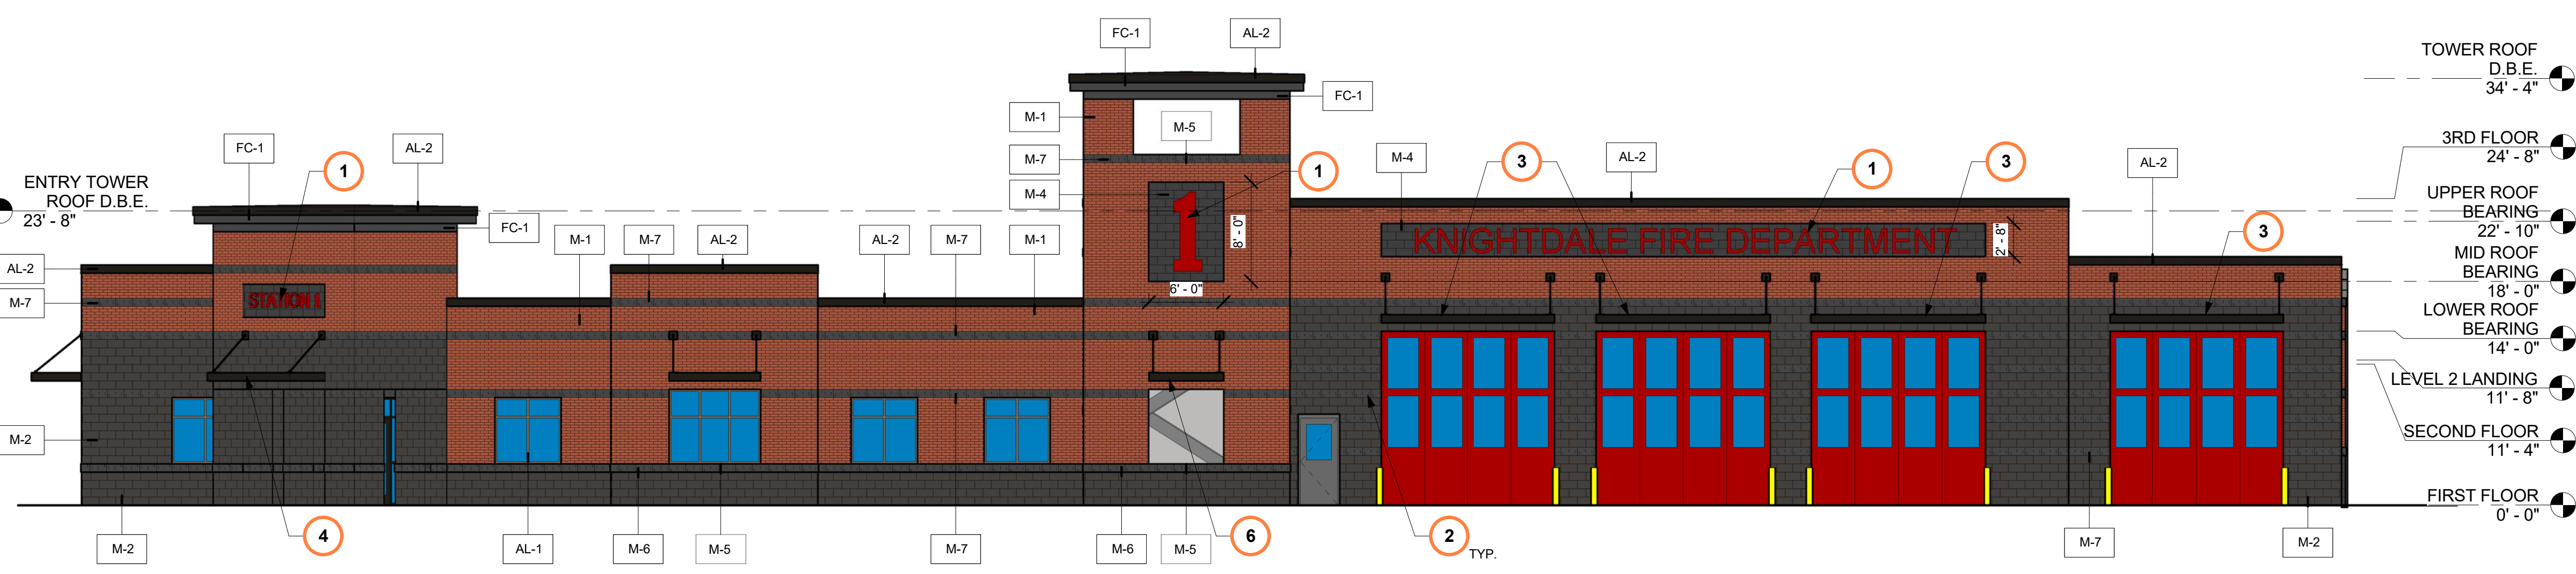 FC-1
AL-2
TOWER ROOF
D.B.E.
34' - 4"
FC-1
M-1
M-5
3RD FLOOR
24' - 8"
FC-1
AL-2
1
M-7
1
M-4
3
AL-2
1
3
AL-2
ENTRY TOWER
ROOF D.B.E.
23' - 8"
M-4
1
UPPER ROOF
BEARING
22' - 10"
FC-1
M-1
M-7
AL-2
AL-2
M-7
M-1
8' - 0"
KNIGHTDALE FIRE DEPARTMENT
2' - 8"
3
MID ROOF
BEARING
18' - 0"
AL-2
M-7
STATION 1
6' - 0"
LOWER ROOF
BEARING
14' - 0"
LEVEL 2 LANDING
11' - 8"
M-2
SECOND FLOOR
11' - 4"
FIRST FLOOR
0' - 0"
M-2
4
AL-1
M-6
M-5
M-7
M-6
M-5
6
2
TYP.
M-7
M-2